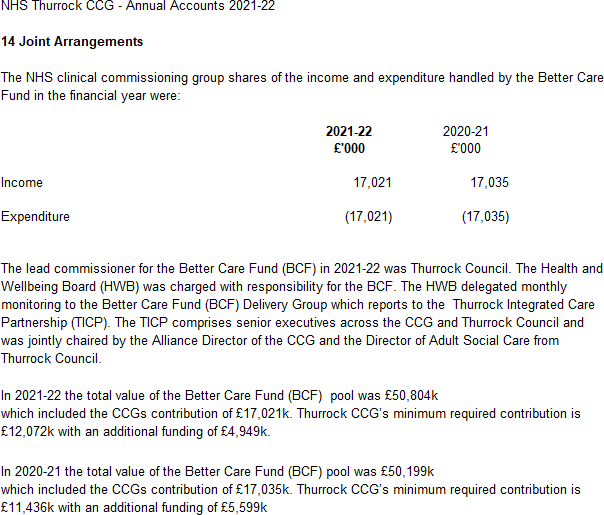 NHS Thurrock CCG - Annual Accounts 2021-22
14 Joint Arrangements
The NHS clinical commissioning group shares of the income and expenditure handled by the Better Care
Fund in the financial year were:
2021-22 2020-21
£'000 £'000
Income 17,021 17,035
Expenditure (17,021) (17,035)
The lead commissioner for the Better Care Fund (BCF) in 2021-22 was Thurrock Council. The Health and
Wellbeing Board (HWB) was charged with responsibility for the BCF. The HWB delegated monthly
monitoring to the Better Care Fund (BCF) Delivery Group which reports to the Thurrock Integrated Care
Partnership (TICP). The TICP comprises senior executives across the CCG and Thurrock Council and
was jointly chaired by the Alliance Director of the CCG and the Director of Adult Social Care from
Thurrock Council.
In 2021-22 the total value of the Better Care Fund (BCF) pool was £50,804k
which included the CCGs contribution of £17,021k. Thurrock CCG's minimum required contribution is
£12,072k with an additional funding of £4,949k.
In 2020-21 the total value of the Better Care Fund (BCF) pool was £50,199k
which included the CCGs contribution of £17,035k. Thurrock CCG's minimum required contribution is
£11,436k with an additional funding of £5,599k